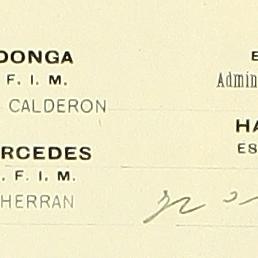 DONGA
F. I. M.
CALDERON
RCEDES
. F. I. M.
HERRAN
E
Admin
HA
ES